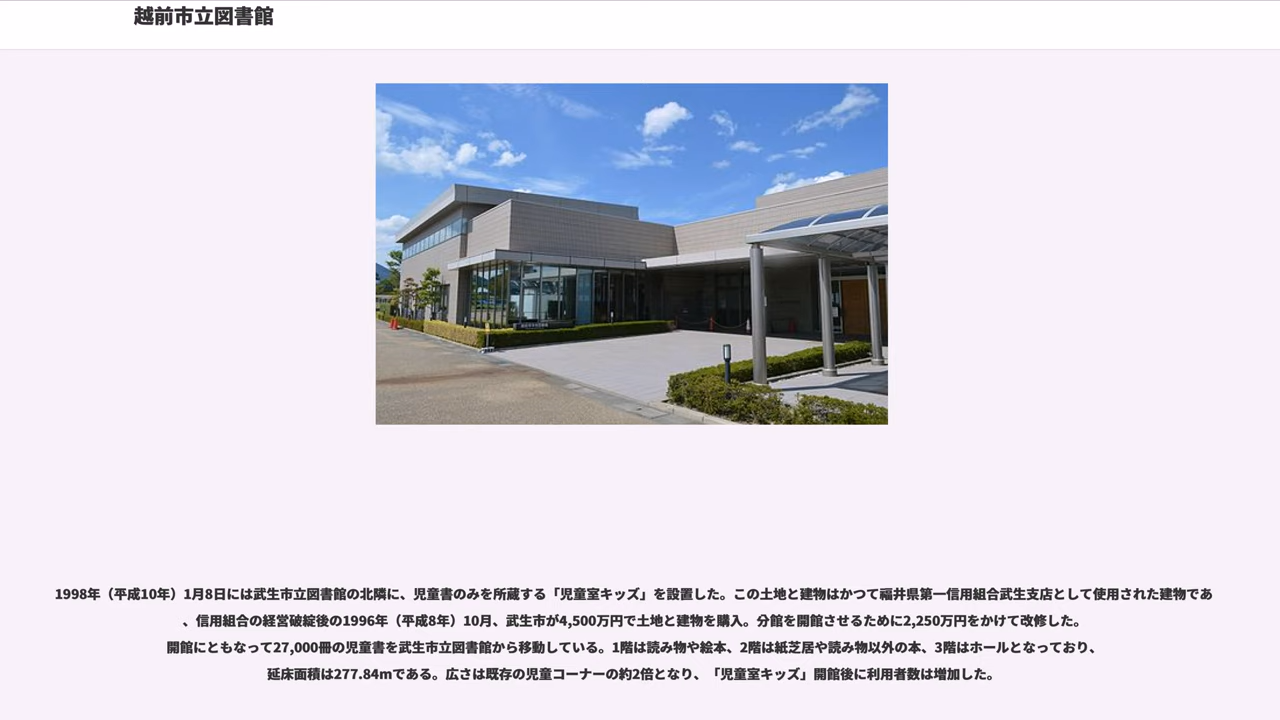 越前市立図書館
1998年（平成10年）1月8日には武生市立図書館の北隣に、児童書のみを所蔵する「児童室キッズ」を設置した。この土地と建物はかつて福井県第一信用組合武生支店として使用された建物であ
、信用組合の経営破綻後の1996年（平成8年）10月、武生市が4,500万円で土地と建物を購入。分館を開館させるために2,250万円をかけて改修した。
開館にともなって27,000冊の児童書を武生市立図書館から移動している。1階は読み物や絵本、2階は紙芝居や読み物以外の本、3階はホールとなっており、
延床面積は277.84mである。広さは既存の児童コーナーの約2倍となり、「児童室キッズ」開館後に利用者数は増加した。